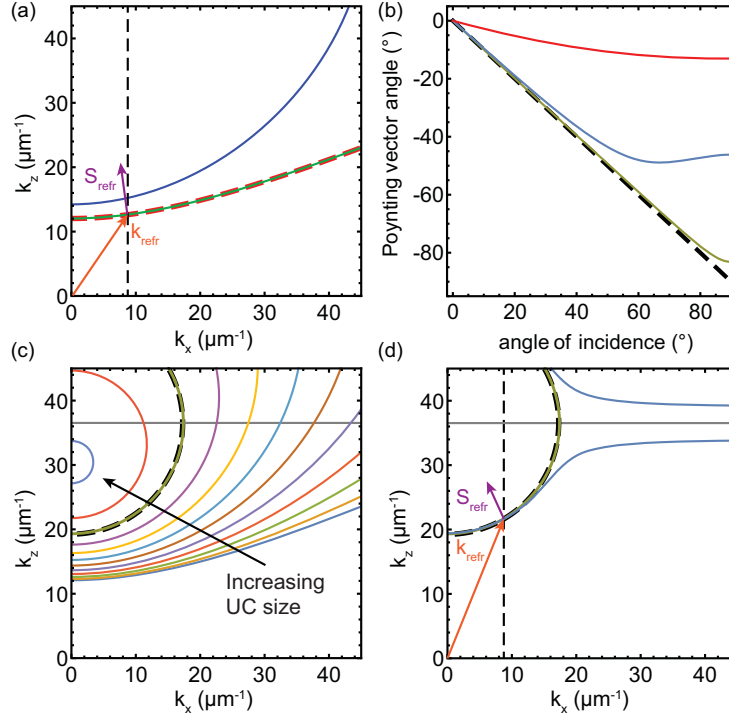 (a)
40
30
20
10
0
k_z (µm⁻¹)
S_refr
k_refr
0
10
20
30
40
k_x (µm⁻¹)
(b)
0
-20
-40
-60
-80
Poynting vector angle (°)
0
20
40
60
80
angle of incidence (°)
(c)
40
30
20
10
0
k_z (µm⁻¹)
Increasing
UC size
0
10
20
30
40
k_x (µm⁻¹)
(d)
40
30
20
10
0
k_z (µm⁻¹)
S_refr
k_refr
0
10
20
30
40
k_x (µm⁻¹)